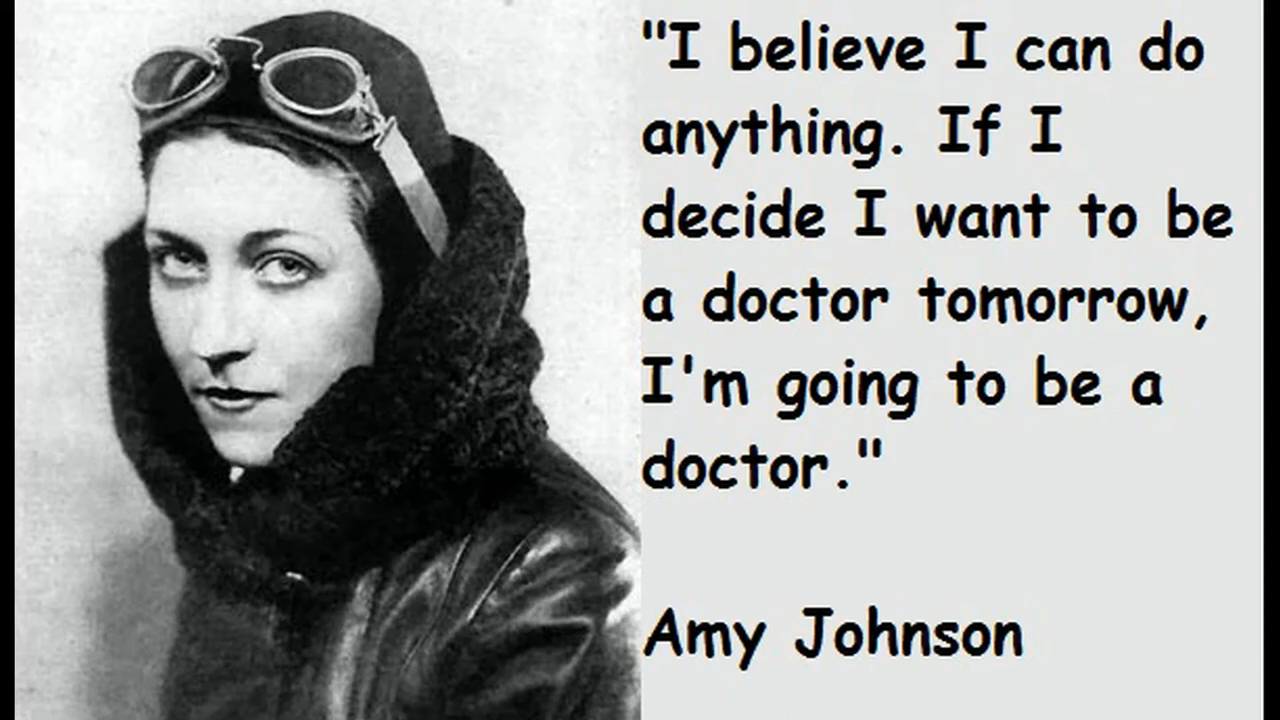 "I believe I can do
anything. If I
decide I want to be
a doctor tomorrow,
I'm going to be a
doctor."
Amy Johnson